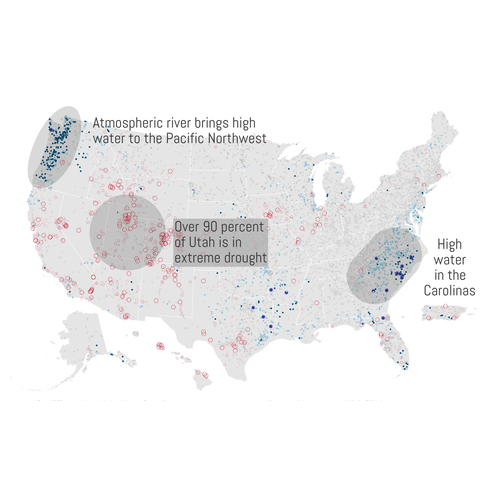 Atmospheric river brings high
water to the Pacific Northwest
Over 90 percent
of Utah is in
extreme drought
High
water
in the
Carolinas